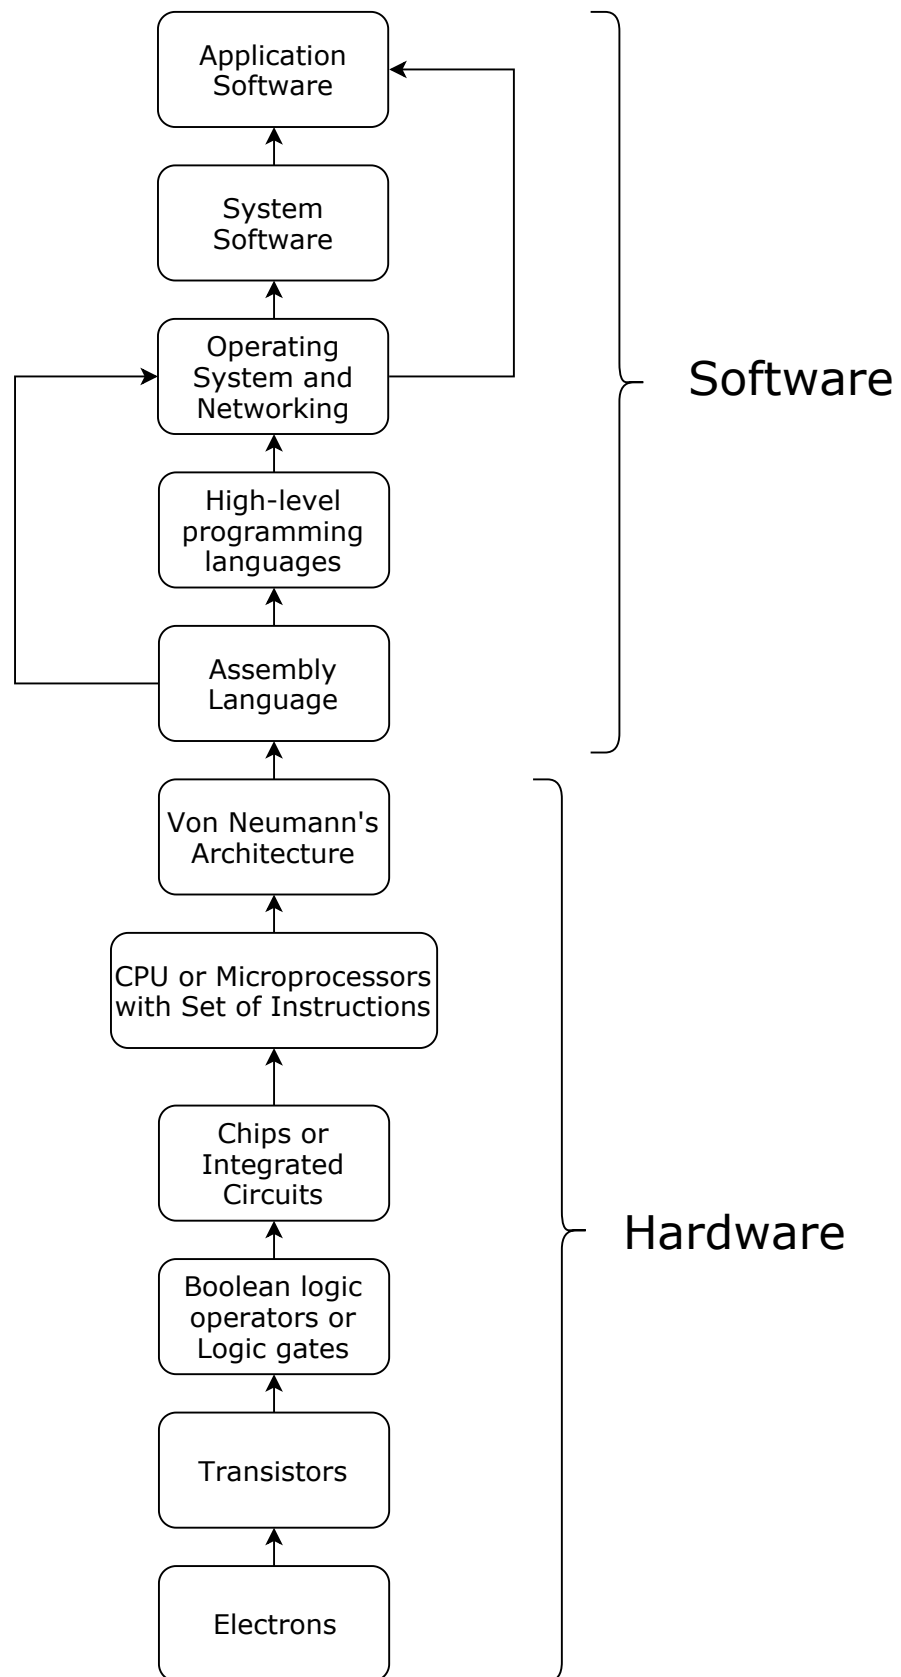 Application
Software
System
Software
Operating
System and
Networking
Software
High-level
programming
languages
Assembly
Language
Von Neumann's
Architecture
CPU or Microprocessors
with Set of Instructions
Chips or
Integrated
Circuits
Hardware
Boolean logic
operators or
Logic gates
Transistors
Electrons